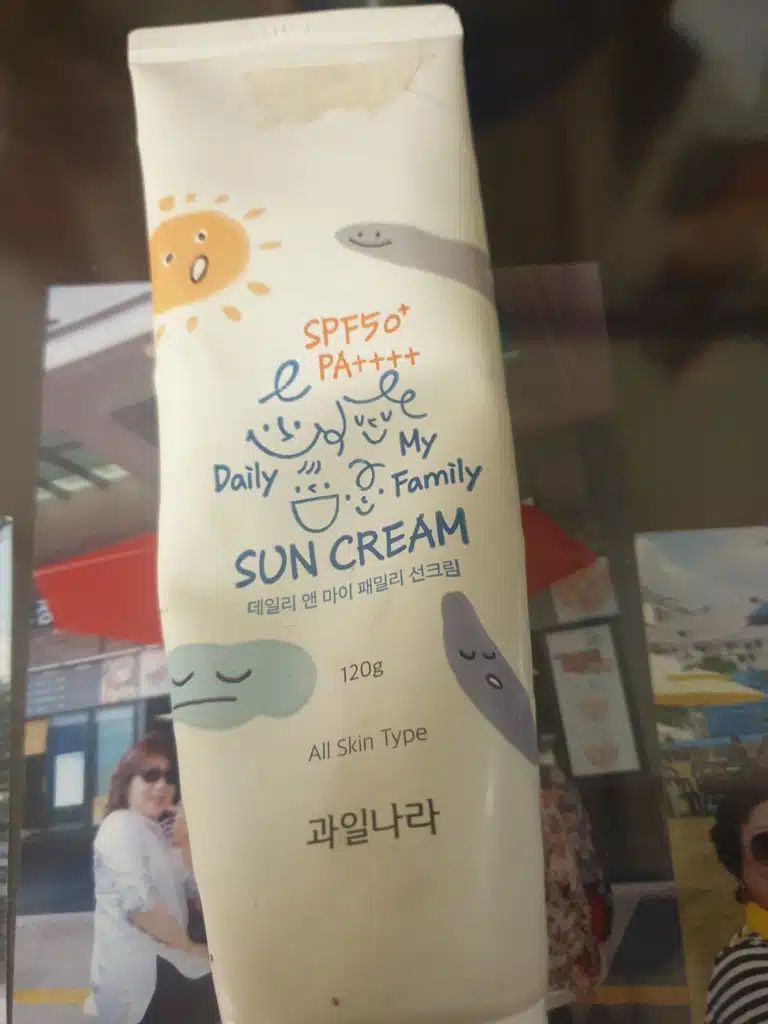 SPF50+
PA++++
Daily
My
Family
SUN CREAM
데일리 앤 마이 패밀리 선크림
120g
All Skin Type
과일나라